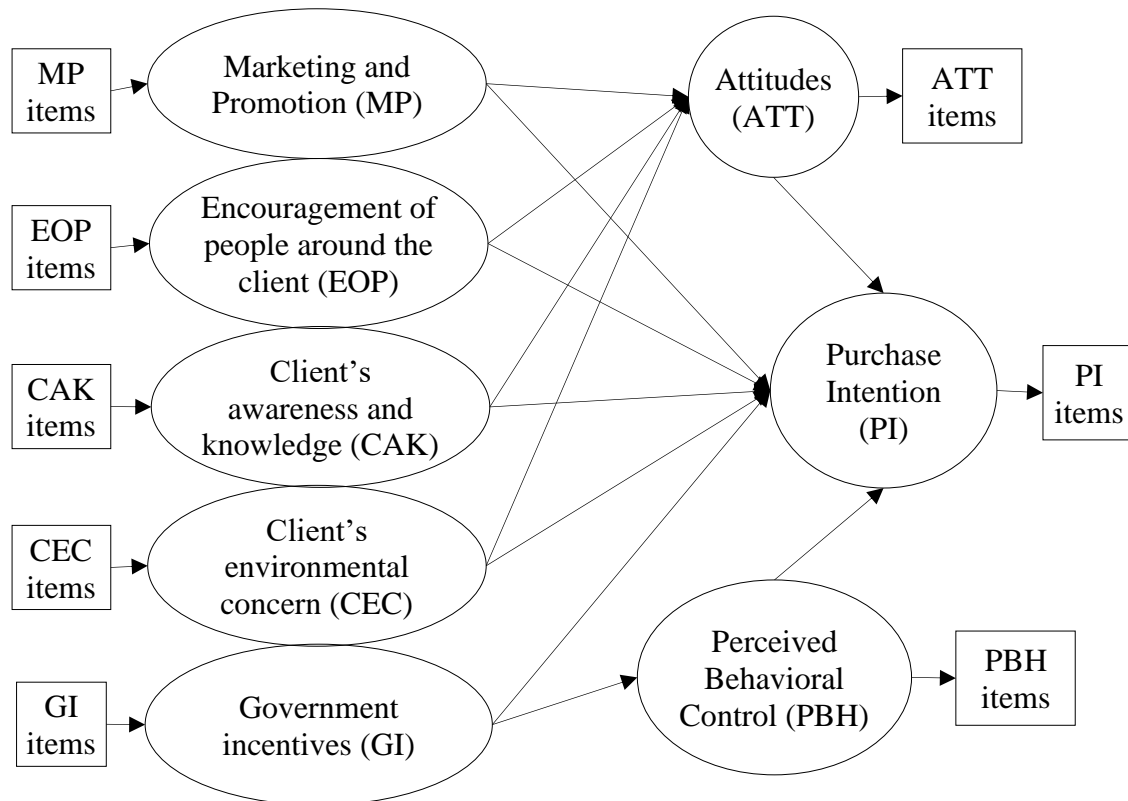 MP
items
Marketing and
Promotion (MP)
Attitudes
(ATT)
ATT
items
EOP
items
Encouragement of
people around the
client (EOP)
CAK
items
Client’s
awareness and
knowledge (CAK)
Purchase
Intention
(PI)
PI
items
CEC
items
Client’s
environmental
concern (CEC)
GI
items
Government
incentives (GI)
Perceived
Behavioral
Control (PBH)
PBH
items